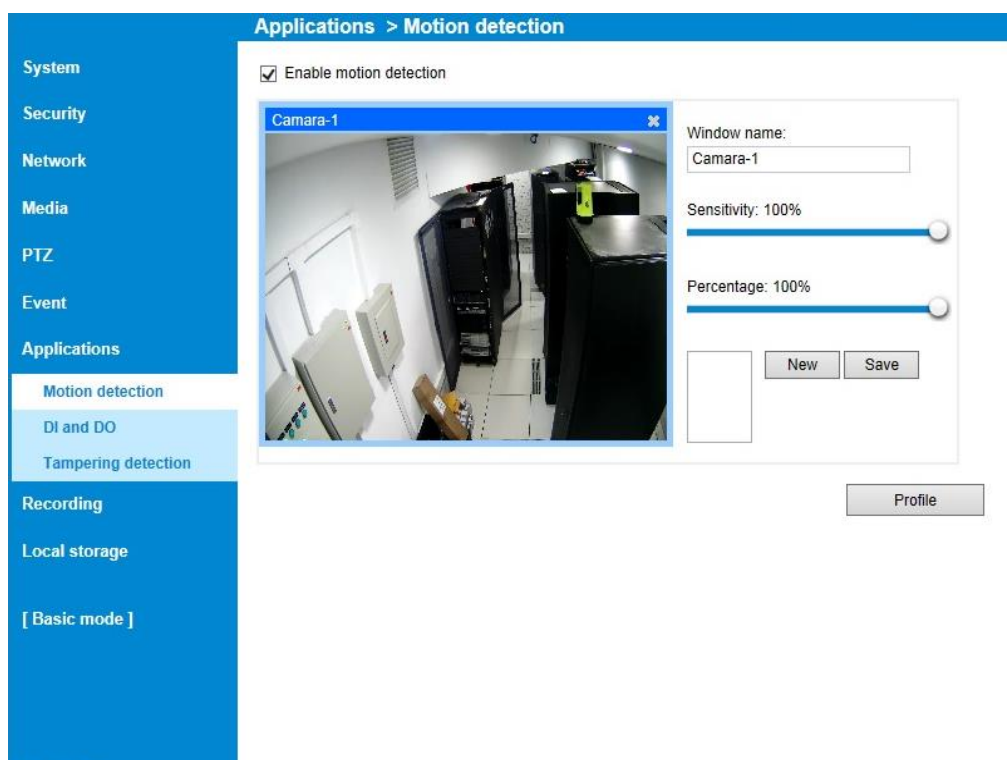 Applications > Motion detection
System
Security
Network
Media
PTZ
Event
Applications
Motion detection
DI and DO
Tampering detection
Recording
Local storage
[ Basic mode ]
Enable motion detection
Camara-1
Window name:
Camara-1
Sensitivity: 100%
Percentage: 100%
New Save
Profile